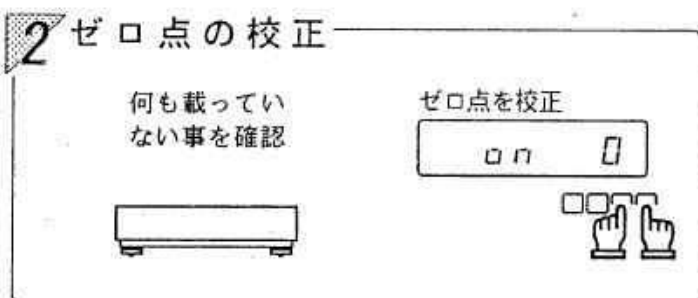 2 ゼロ点の校正
何も載ってい
ない事を確認
ゼロ点を校正
on 0